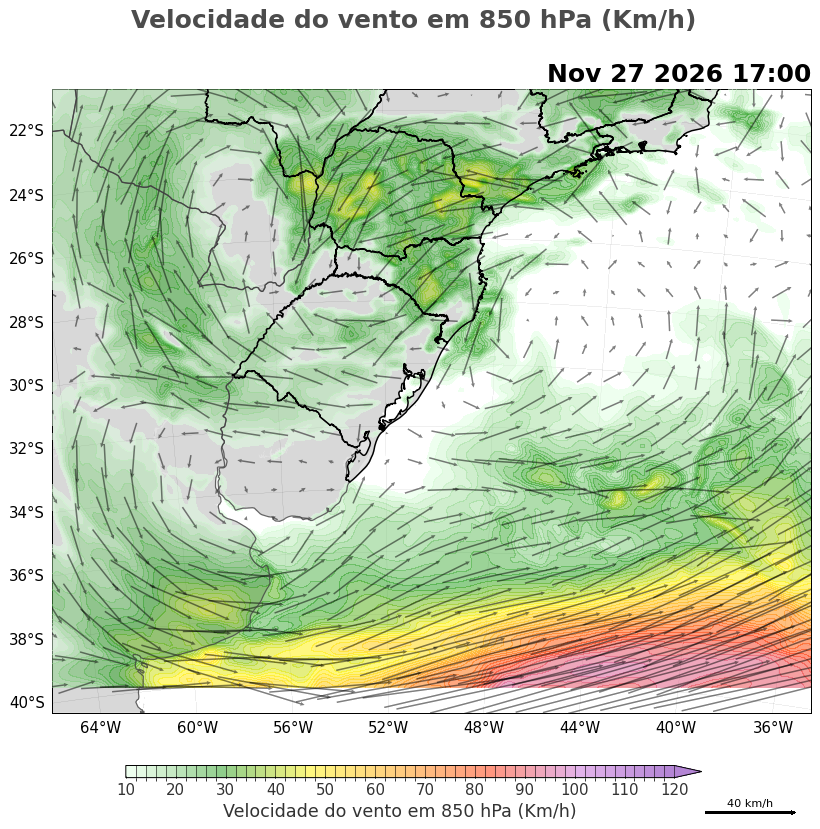 Velocidade do vento em 850 hPa (Km/h)
Nov 27 2026 17:00
22°S
24°S
26°S
28°S
30°S
32°S
34°S
36°S
38°S
40°S
64°W 60°W 56°W 52°W 48°W 44°W 40°W 36°W
10 20 30 40 50 60 70 80 90 100 110 120
Velocidade do vento em 850 hPa (Km/h)
40 km/h